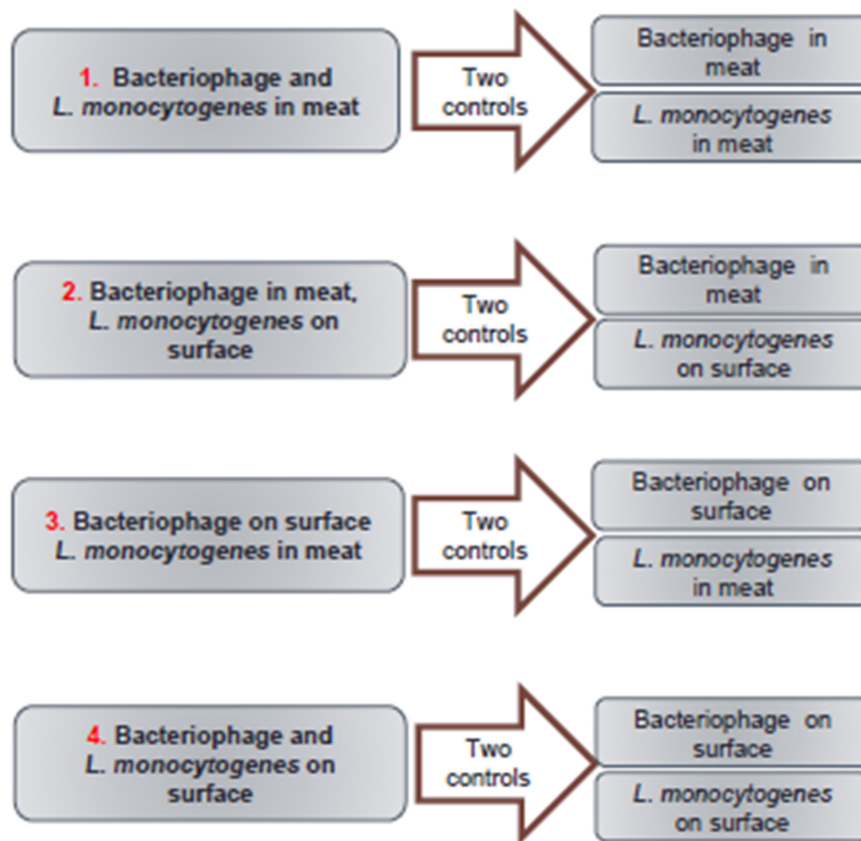 1. Bacteriophage and
L. monocytogenes in meat
Two
controls
Bacteriophage in
meat
L. monocytogenes
in meat
2. Bacteriophage in meat,
L. monocytogenes on
surface
Two
controls
Bacteriophage in
meat
L. monocytogenes
on surface
3. Bacteriophage on surface
L. monocytogenes in meat
Two
controls
Bacteriophage on
surface
L. monocytogenes
in meat
4. Bacteriophage and
L. monocytogenes on
surface
Two
controls
Bacteriophage on
surface
L. monocytogenes
on surface